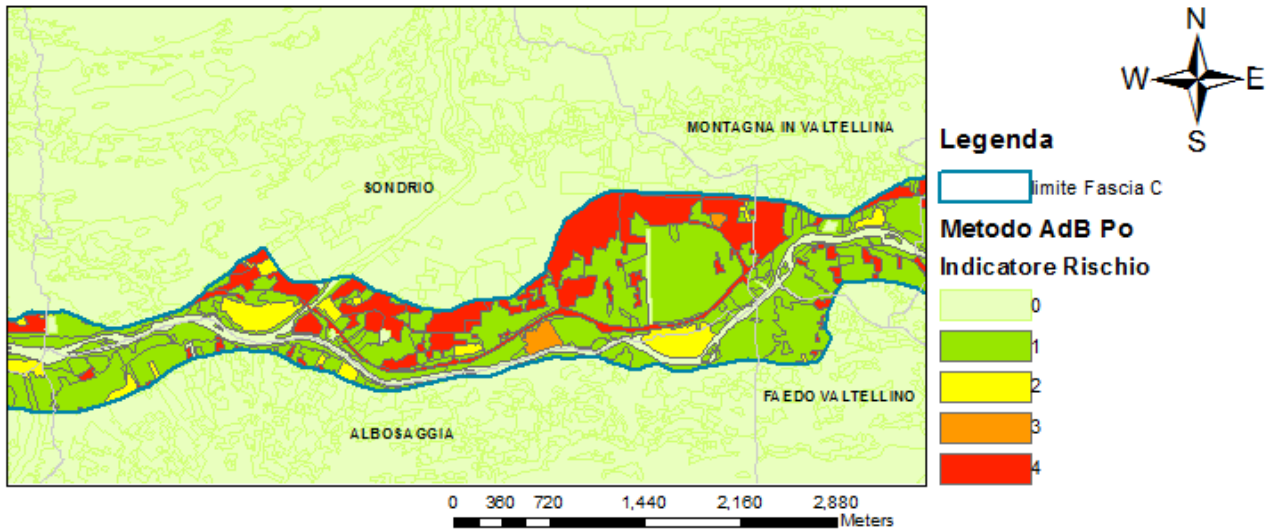 N
W E
S
MONTAGNA IN VALTELLINA
SONDRIO
FAEDO VALTELLINO
ALBOSAGGIA
Legenda
limite Fascia C
Metodo AdB Po
Indicatore Rischio
0
1
2
3
4
0 360 720 1,440 2,160 2,880
Meters